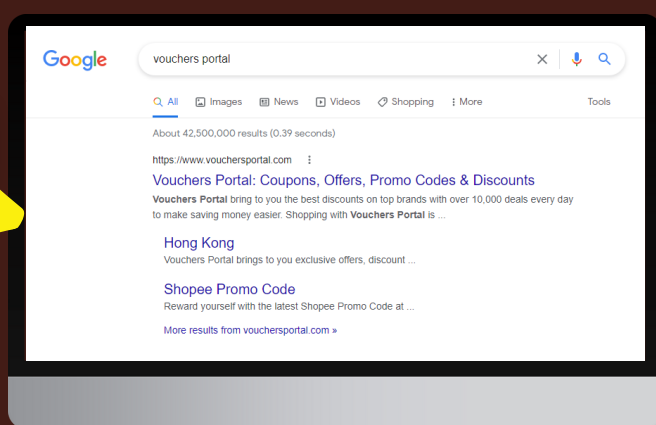 Google
vouchers portal
All Images News Videos Shopping More Tools
About 42,500,000 results (0.39 seconds)
https://www.vouchersportal.com
Vouchers Portal: Coupons, Offers, Promo Codes & Discounts
Vouchers Portal bring to you the best discounts on top brands with over 10,000 deals every day
to make saving money easier. Shopping with Vouchers Portal is ...
Hong Kong
Vouchers Portal brings to you exclusive offers, discount ...
Shopee Promo Code
Reward yourself with the latest Shopee Promo Code at ...
More results from vouchersportal.com »